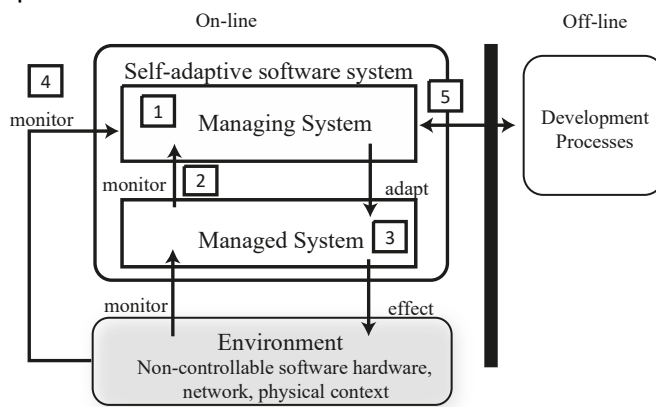 On-line
Off-line
4
Self-adaptive software system
5
1
Managing System
monitor
Development
Processes
monitor
2
adapt
Managed System
3
monitor
effect
Environment
Non-controllable software hardware,
network, physical context